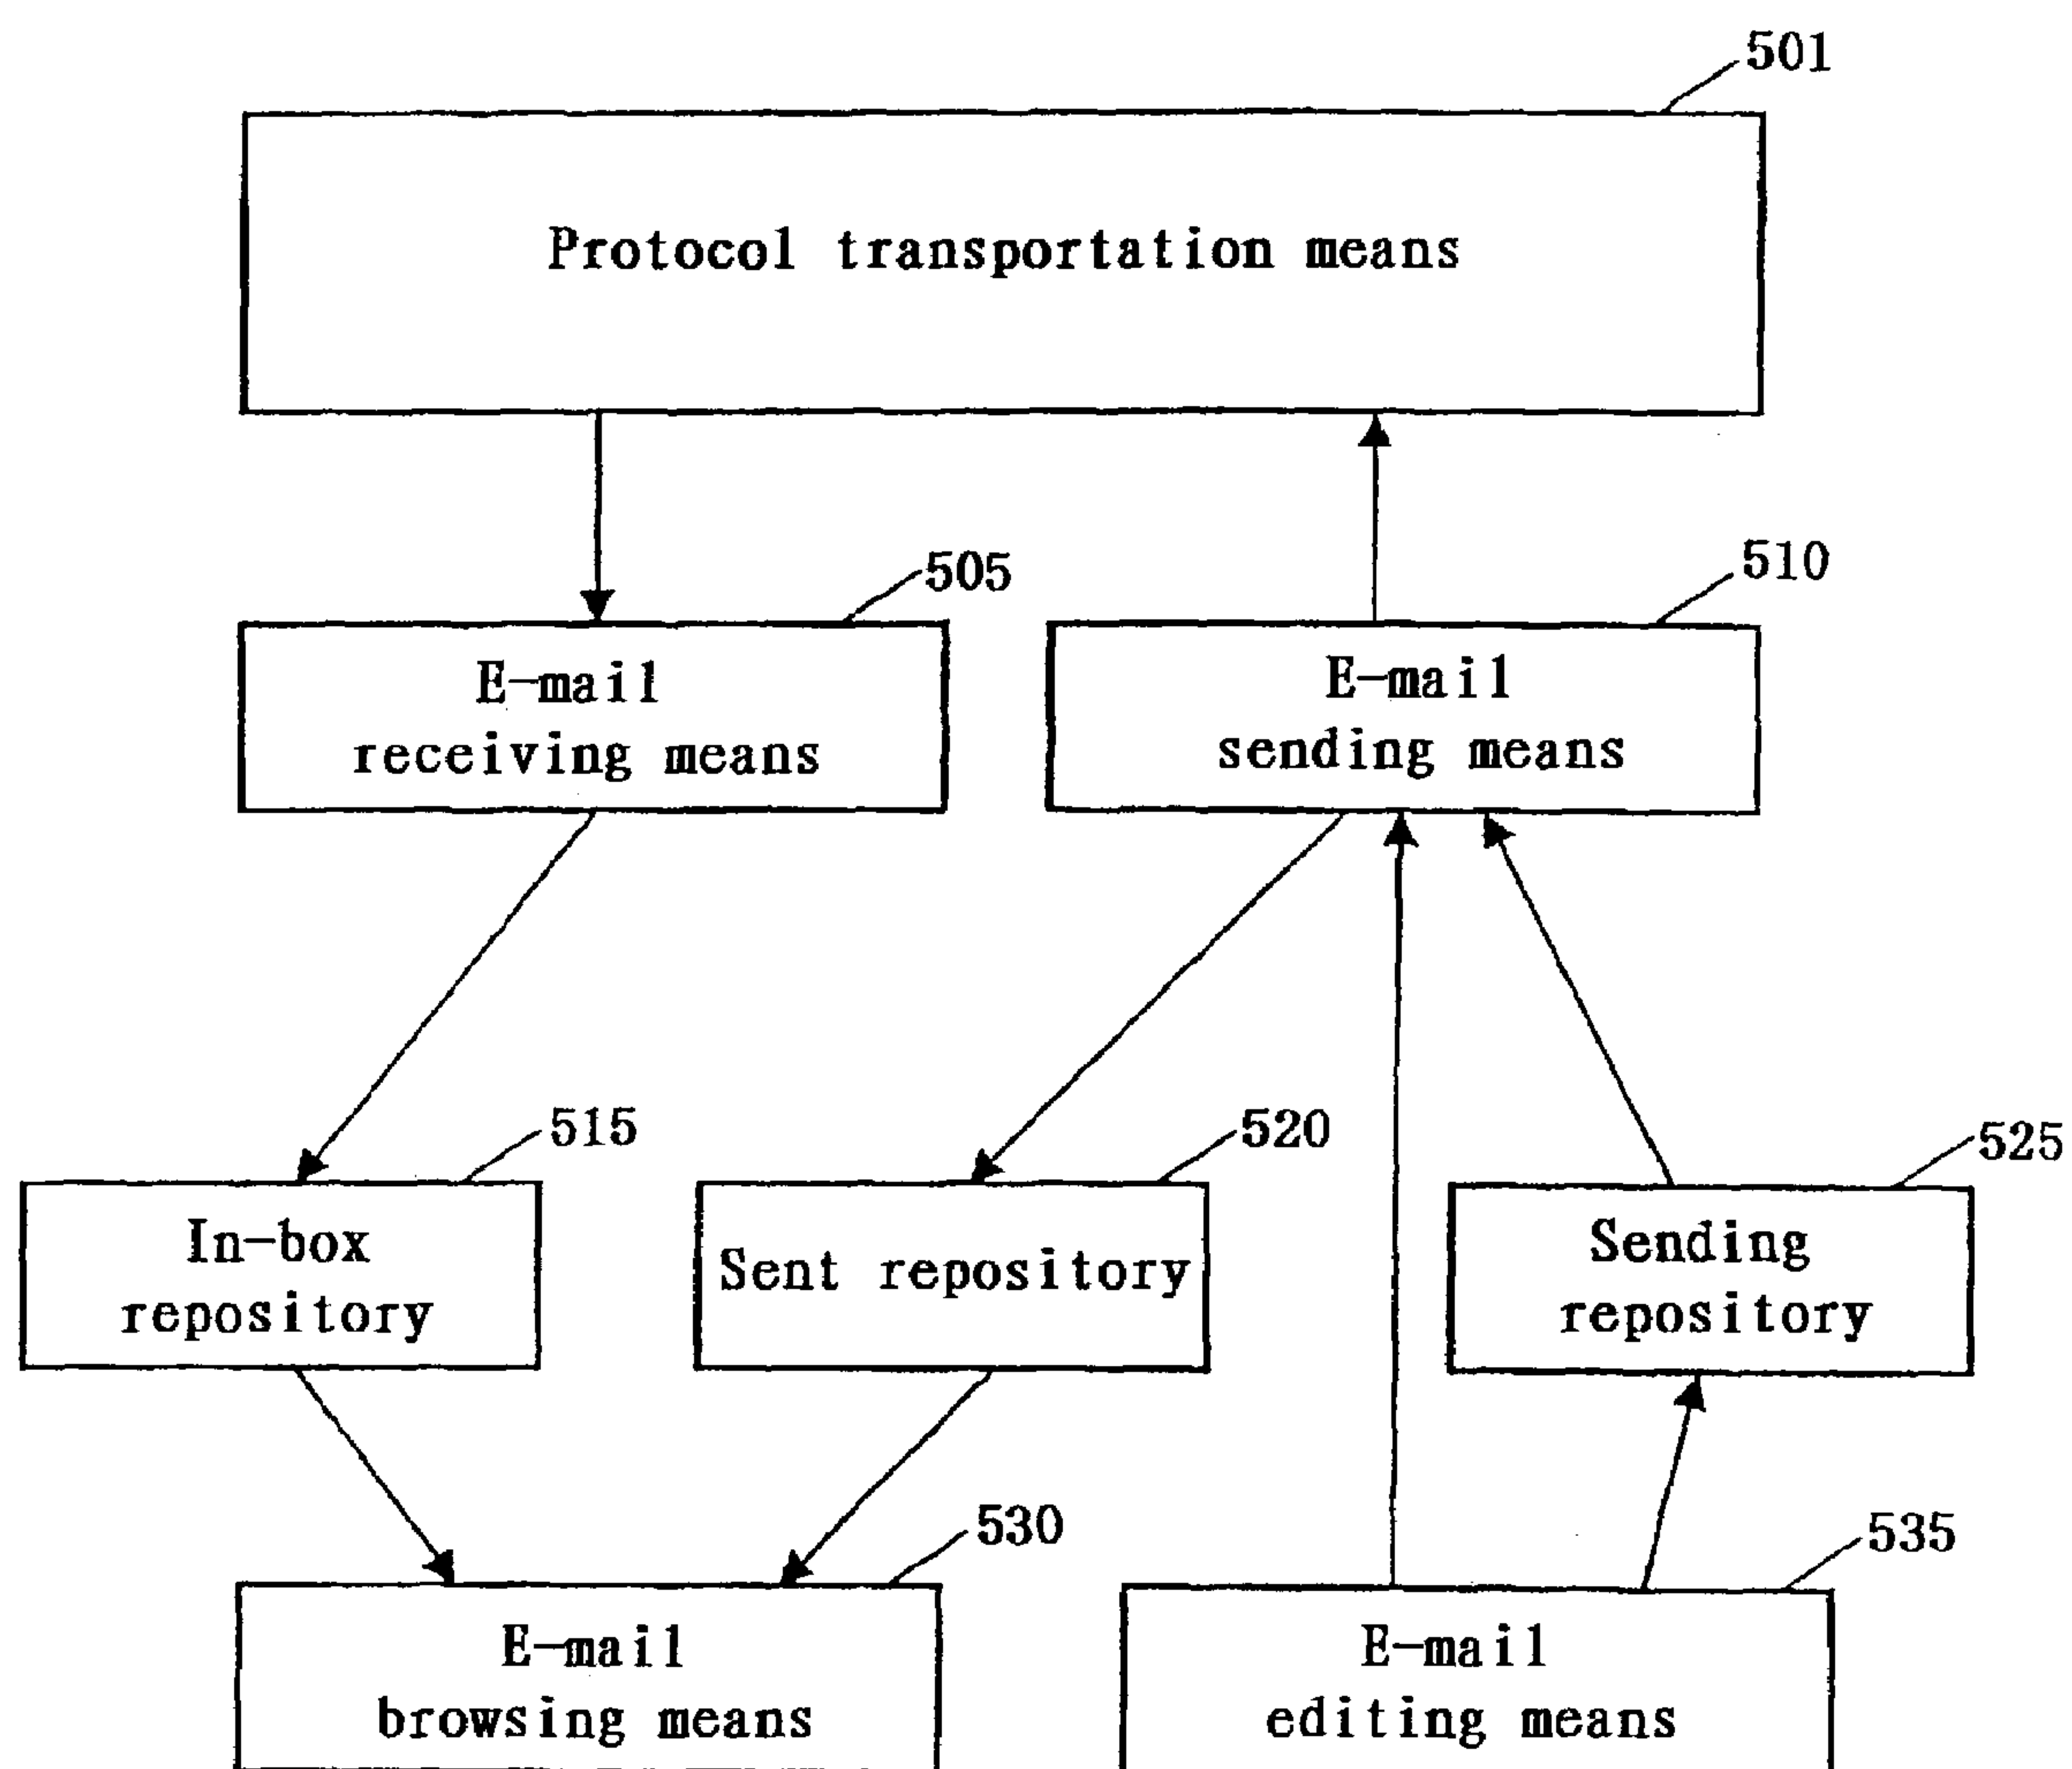 501
Protocol transportation means
505
510
E-mail
receiving means
E-mail
sending means
515
520
525
In-box
repository
Sent repository
Sending
repository
530
535
E-mail
browsing means
E-mail
editing means